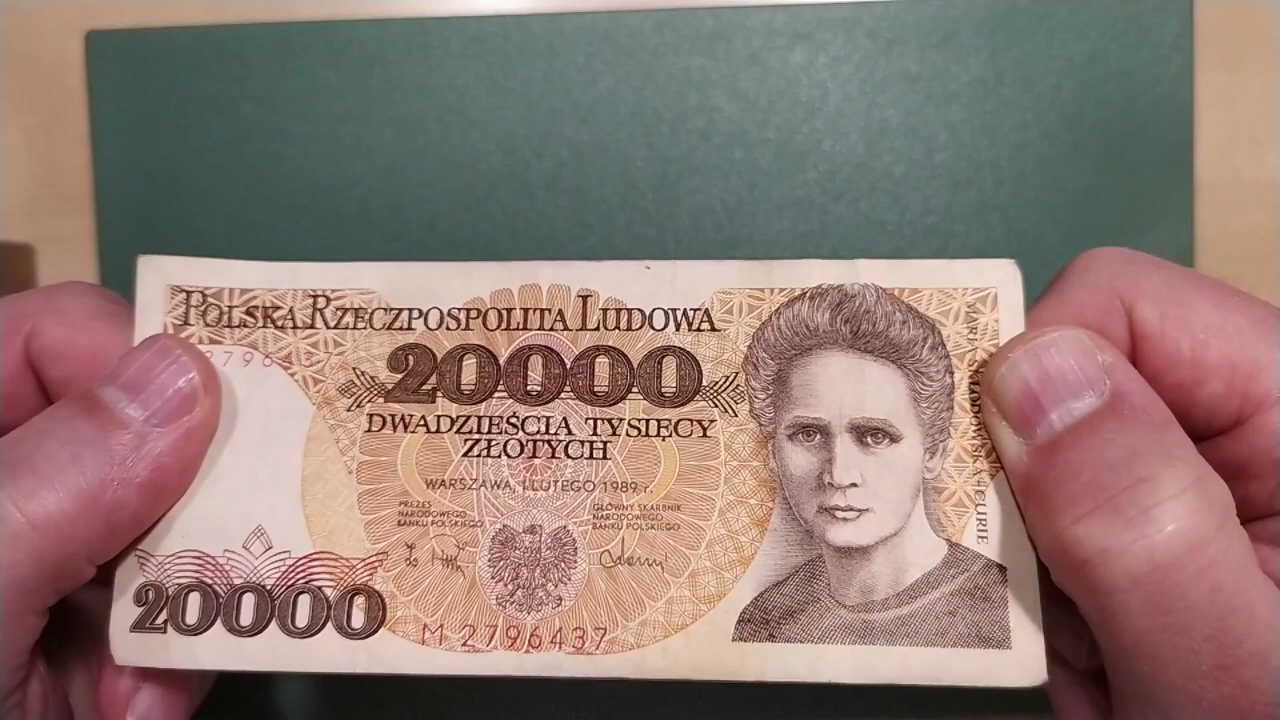 POLSKA RZECZPOSPOLITA LUDOWA
20000
DWADZIEŚCIA TYSIĘCY
ZŁOTYCH
WARSZAWA, 1 LUTEGO 1989 r.
PREZES
NARODOWEGO
BANKU POLSKIEGO
GŁÓWNY SKARBNIK
NARODOWEGO
BANKU POLSKIEGO
20000
M 2796437
CURIE